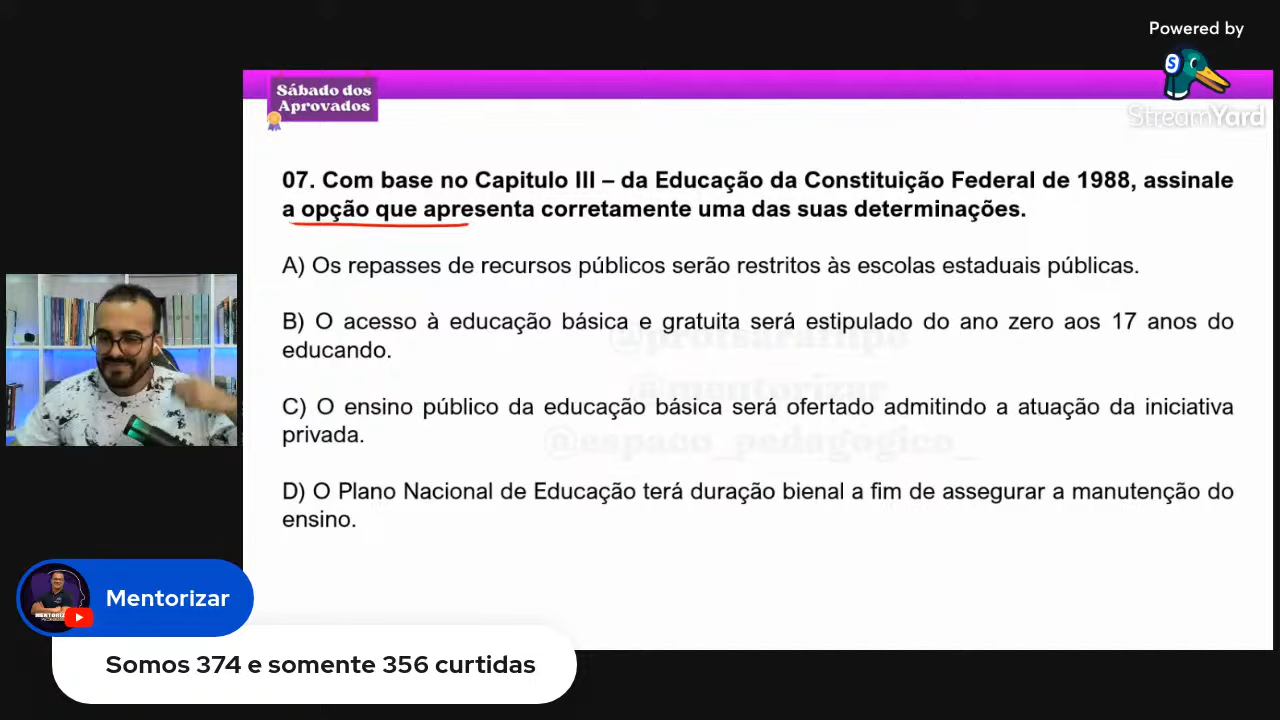 Powered by
StreamYard
Sábado dos
Aprovados
07. Com base no Capitulo III – da Educação da Constituição Federal de 1988, assinale
a opção que apresenta corretamente uma das suas determinações.
A) Os repasses de recursos públicos serão restritos às escolas estaduais públicas.
B) O acesso à educação básica e gratuita será estipulado do ano zero aos 17 anos do
educando.
C) O ensino público da educação básica será ofertado admitindo a atuação da iniciativa
privada.
D) O Plano Nacional de Educação terá duração bienal a fim de assegurar a manutenção do
ensino.
@mentorizar
@espaco_pedagogico_
Mentorizar
Somos 374 e somente 356 curtidas